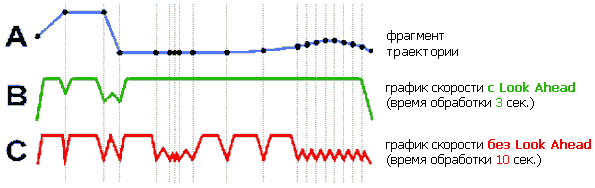 A
фрагмент
траектории
B
график скорости с Look Ahead
(время обработки 3 сек.)
C
график скорости без Look Ahead
(время обработки 10 сек.)